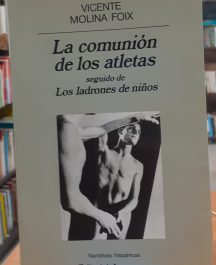 VICENTE
MOLINA FOIX
La comunión
de los atletas
seguido de
Los ladrones de niños
Narrativas hispánicas